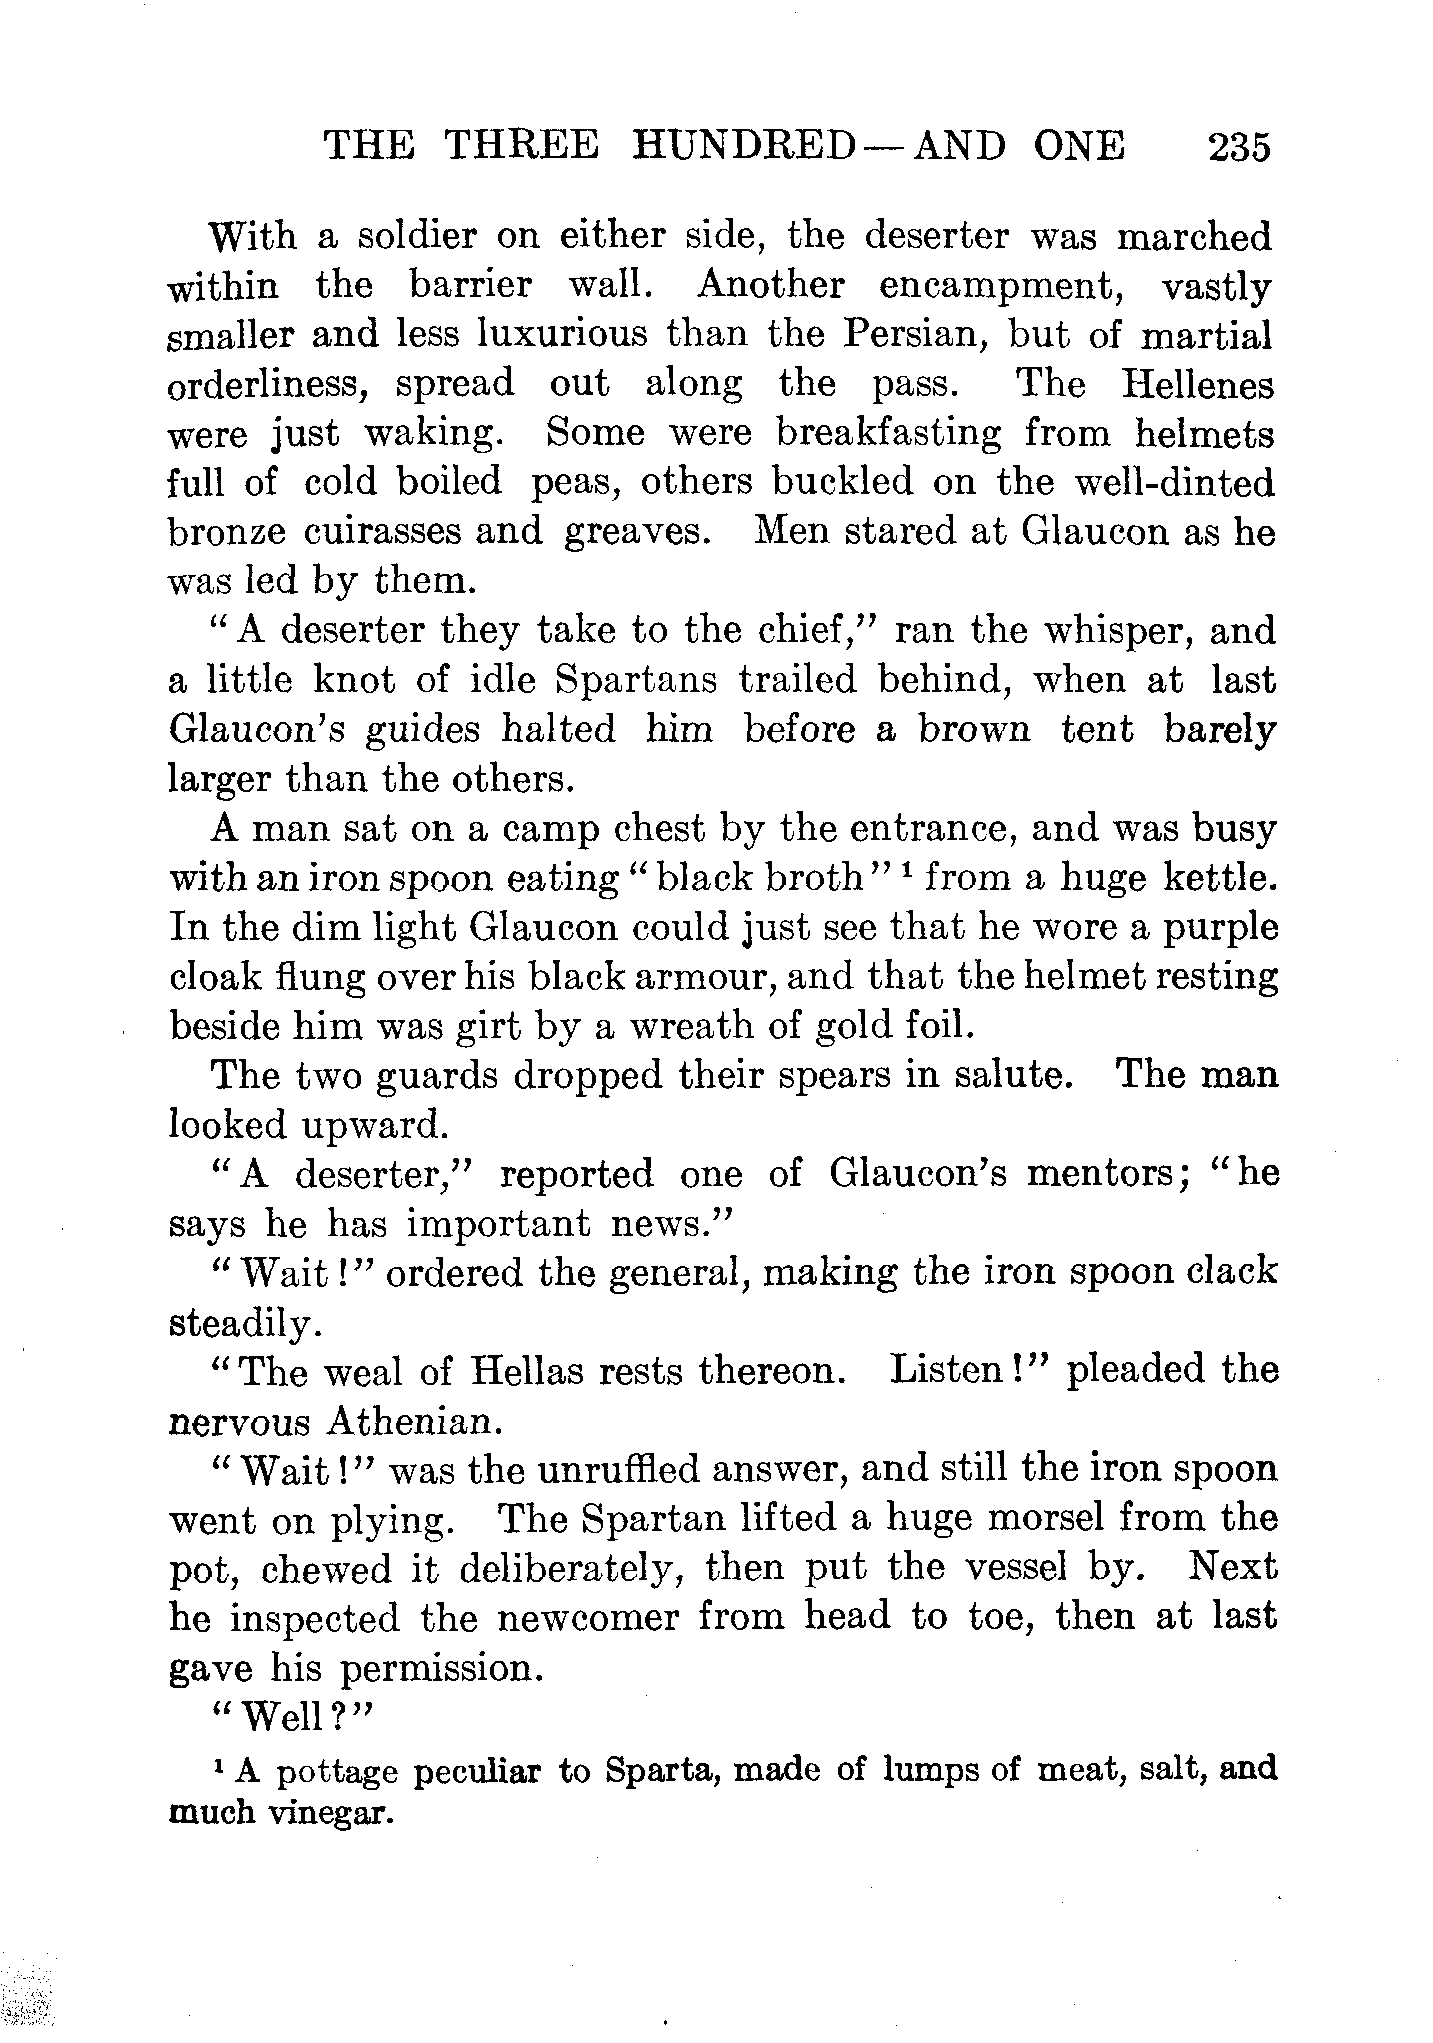 THE THREE HUNDRED — AND ONE 235
With a soldier on either side, the deserter was marched
within the barrier wall. Another encampment, vastly
smaller and less luxurious than the Persian, but of martial
orderliness, spread out along the pass. The Hellenes
were just waking. Some were breakfasting from helmets
full of cold boiled peas, others buckled on the well-dinted
bronze cuirasses and greaves. Men stared at Glaucon as he
was led by them.
“A deserter they take to the chief,” ran the whisper, and
a little knot of idle Spartans trailed behind, when at last
Glaucon’s guides halted him before a brown tent barely
larger than the others.
A man sat on a camp chest by the entrance, and was busy
with an iron spoon eating “black broth” ¹ from a huge kettle.
In the dim light Glaucon could just see that he wore a purple
cloak flung over his black armour, and that the helmet resting
beside him was girt by a wreath of gold foil.
The two guards dropped their spears in salute. The man
looked upward.
“A deserter,” reported one of Glaucon’s mentors; “he
says he has important news.”
“Wait!” ordered the general, making the iron spoon clack
steadily.
“The weal of Hellas rests thereon. Listen!” pleaded the
nervous Athenian.
“Wait!” was the unruffled answer, and still the iron spoon
went on plying. The Spartan lifted a huge morsel from the
pot, chewed it deliberately, then put the vessel by. Next
he inspected the newcomer from head to toe, then at last
gave his permission.
“Well?”
¹ A pottage peculiar to Sparta, made of lumps of meat, salt, and
much vinegar.